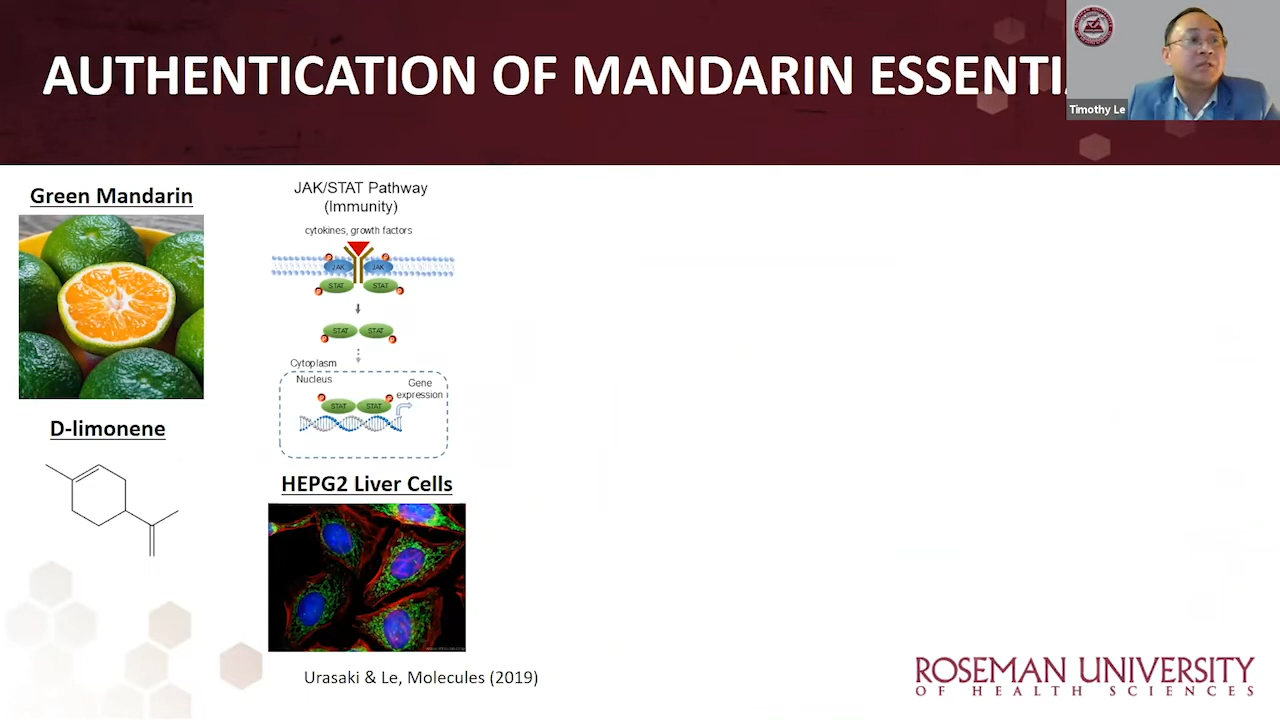 AUTHENTICATION OF MANDARIN ESSENTI
Timothy Le
Green Mandarin
D-limonene
JAK/STAT Pathway
(Immunity)
cytokines, growth factors
P P
JAK JAK
STAT STAT
P P
STAT STAT
P P
Cytoplasm
Nucleus
Gene
expression
P P
STAT STAT
HEPG2 Liver Cells
Urasaki & Le, Molecules (2019)
ROSEMAN UNIVERSITY
OF HEALTH SCIENCES